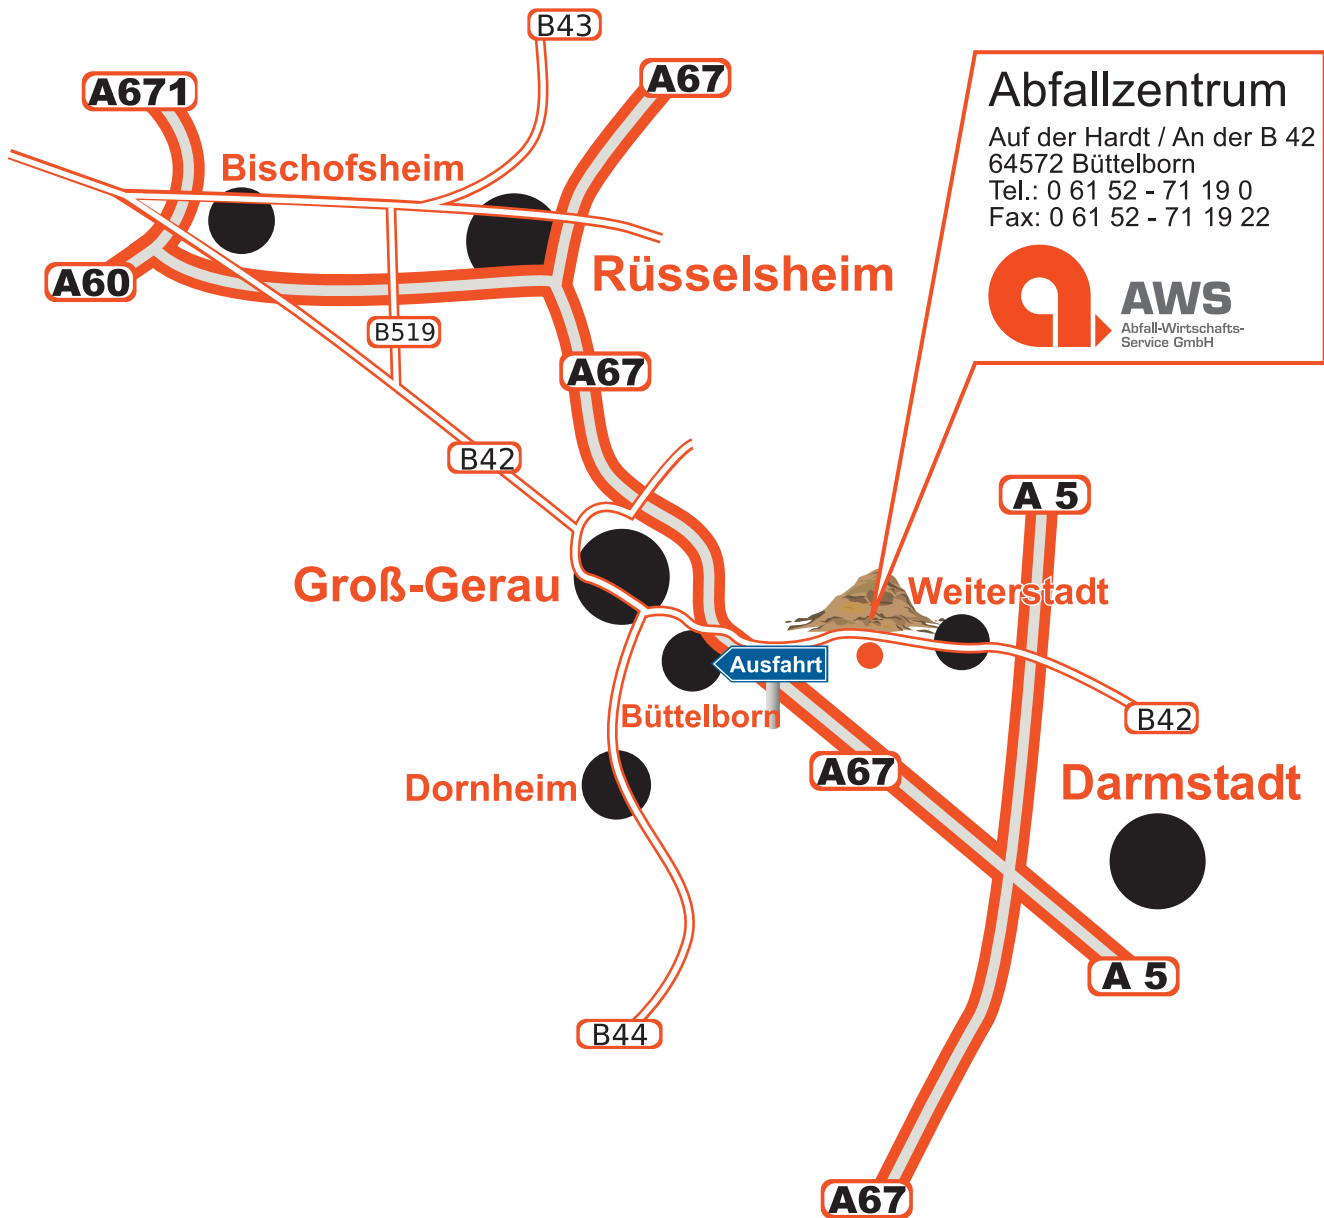 B43
A671
A67
Abfallzentrum
Auf der Hardt / An der B 42
64572 Büttelborn
Tel.: 0 61 52 - 71 19 0
Fax: 0 61 52 - 71 19 22
AWS
Abfall-Wirtschafts-
Service GmbH
Bischofsheim
A60
Rüsselsheim
B519
A67
B42
A 5
Groß-Gerau
Weiterstadt
Ausfahrt
Büttelborn
B42
A67
Darmstadt
Dornheim
A 5
B44
A67